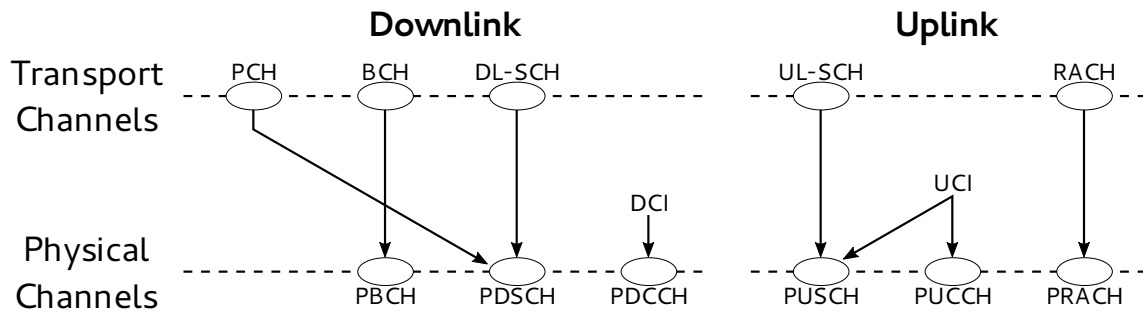 Downlink
Uplink
Transport
Channels
PCH
BCH
DL-SCH
UL-SCH
RACH
DCI
UCI
Physical
Channels
PBCH
PDSCH
PDCCH
PUSCH
PUCCH
PRACH